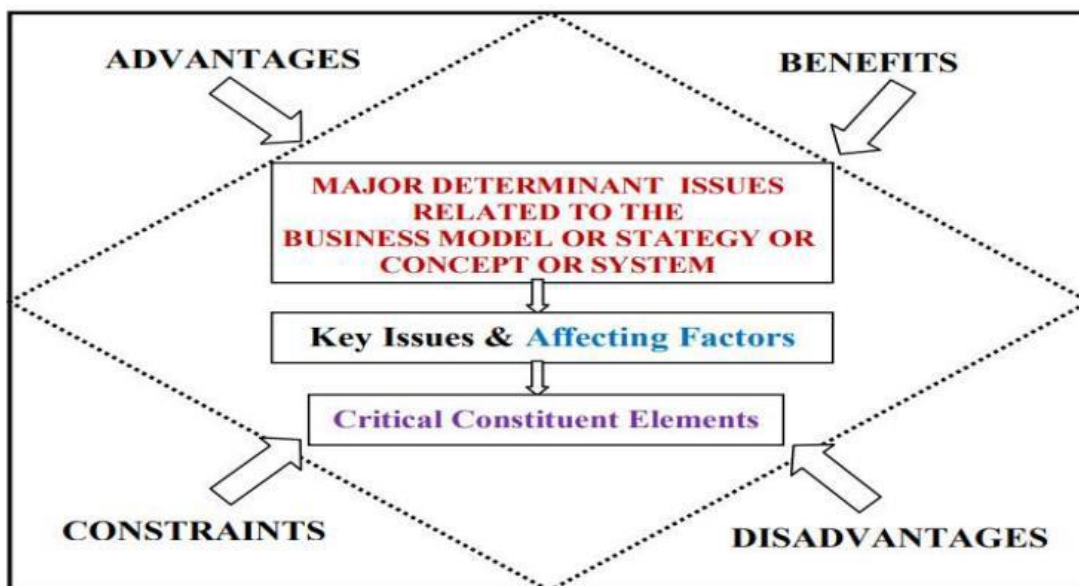 ADVANTAGES
BENEFITS
MAJOR DETERMINANT ISSUES
RELATED TO THE
BUSINESS MODEL OR STATEGY OR
CONCEPT OR SYSTEM
Key Issues & Affecting Factors
Critical Constituent Elements
CONSTRAINTS
DISADVANTAGES